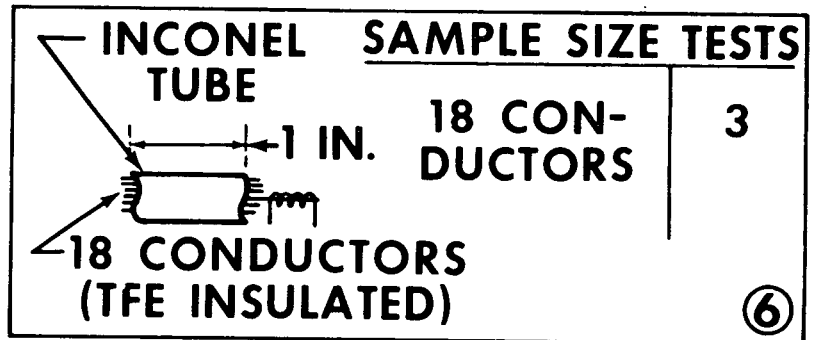 INCONEL
TUBE
SAMPLE SIZE TESTS
1 IN.
18 CON-
DUCTORS
3
18 CONDUCTORS
(TFE INSULATED)
6